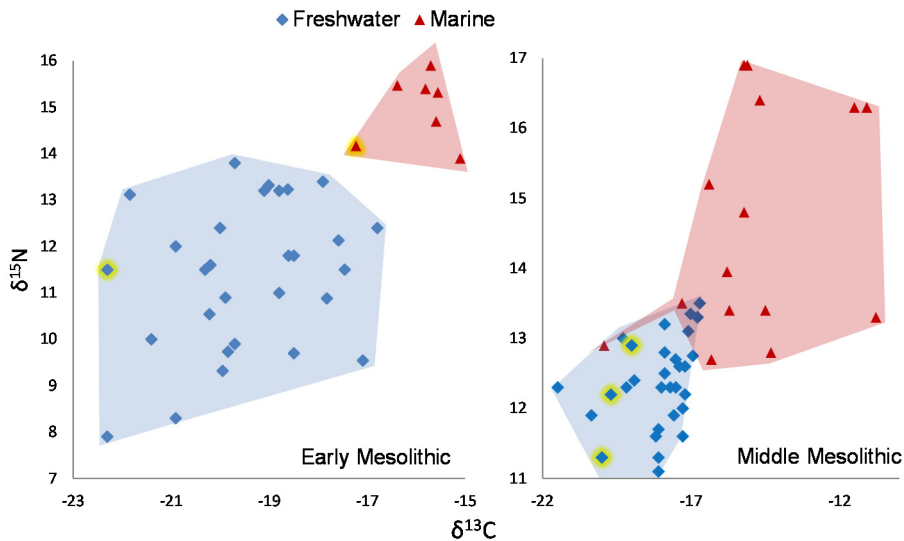 Freshwater Marine
16
15
14
13
12
11
10
9
8
7
δ15N
-23 -21 -19 -17 -15
Early Mesolithic
17
16
15
14
13
12
11
-22 -17 -12
Middle Mesolithic
δ13C